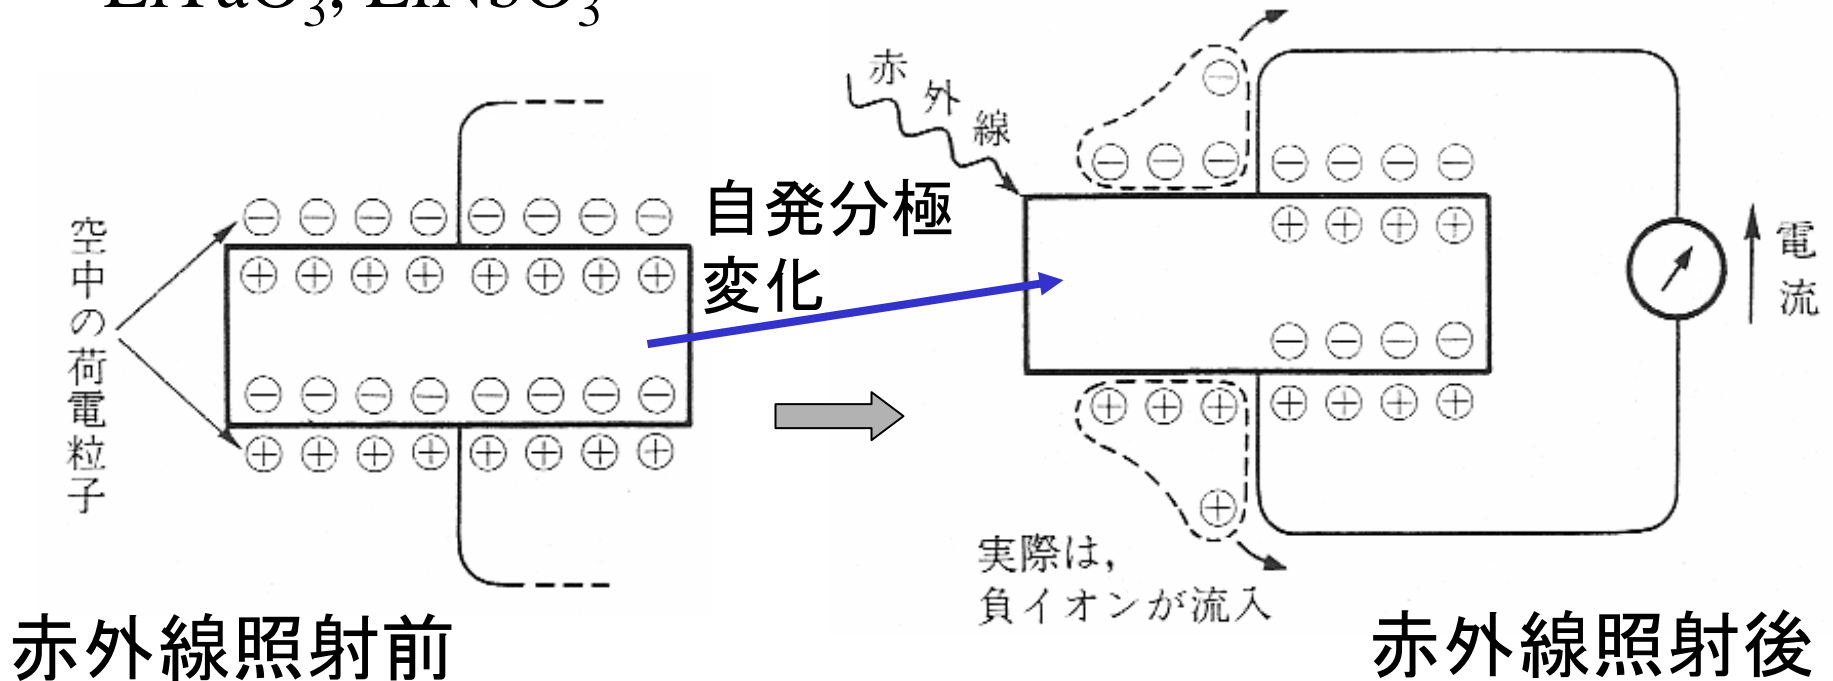 LiTaO3, LiNbO3
赤外線
空中の荷電粒子
自発分極
変化
電流
実際は,
負イオンが流入
赤外線照射前
赤外線照射後